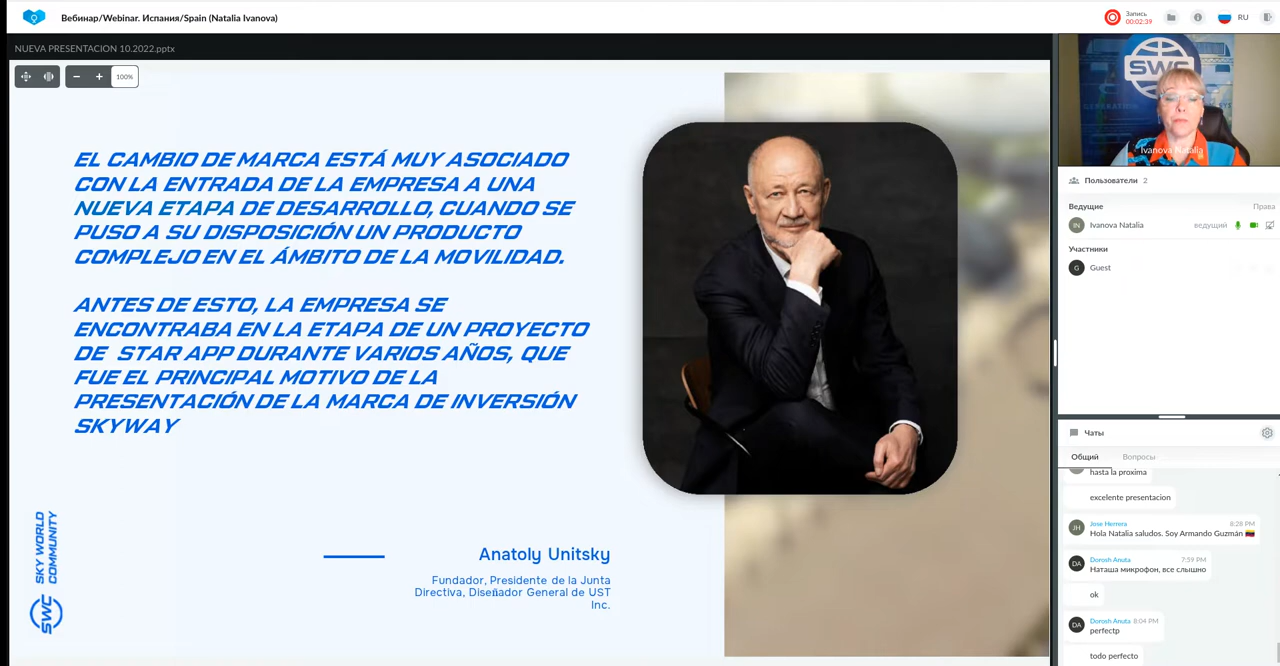 Вебинар/Webinar. Испания/Spain (Natalia Ivanova)
Запись
00:02:39
RU
NUEVA PRESENTACION 10.2022.pptx
100%
EL CAMBIO DE MARCA ESTÁ MUY ASOCIADO
CON LA ENTRADA DE LA EMPRESA A UNA
NUEVA ETAPA DE DESARROLLO, CUANDO SE
PUSO A SU DISPOSICIÓN UN PRODUCTO
COMPLEJO EN EL ÁMBITO DE LA MOVILIDAD.
ANTES DE ESTO, LA EMPRESA SE
ENCONTRABA EN LA ETAPA DE UN PROYECTO
DE STAR APP DURANTE VARIOS AÑOS, QUE
FUE EL PRINCIPAL MOTIVO DE LA
PRESENTACIÓN DE LA MARCA DE INVERSIÓN
SKYWAY
Anatoly Unitsky
Fundador, Presidente de la Junta
Directiva, Diseñador General de UST
Inc.
SKY WORLD
COMMUNITY
SWC
SWC
Ivanova Natalia
Пользователи 2
Ведущие Права
IN Ivanova Natalia ведущий
Участники
G Guest
Чаты
Общий Вопросы
hasta la proxima
excelente presentacion
JH Jose Herrera 8:28 PM
Hola Natalia saludos. Soy Armando Guzmán 🇻🇪
DA Dorosh Anuta 7:59 PM
Наташа микрофон, все слышно
ok
DA Dorosh Anuta 8:04 PM
perfectp
todo perfecto